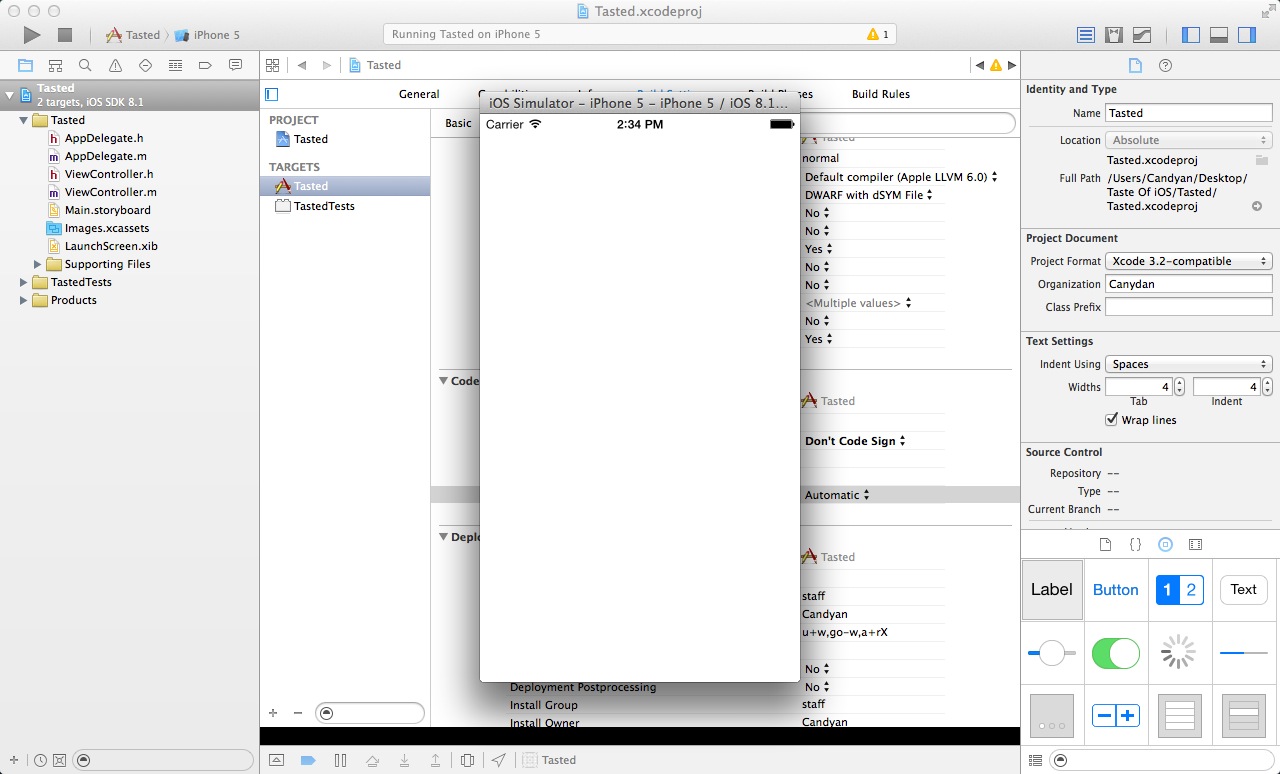 Tasted.xcodeproj
Tasted
iPhone 5
Running Tasted on iPhone 5
1
Tasted
2 targets, iOS SDK 8.1
Tasted
AppDelegate.h
AppDelegate.m
ViewController.h
ViewController.m
Main.storyboard
Images.xcassets
LaunchScreen.xib
Supporting Files
TastedTests
Products
Tasted
General
Build Rules
PROJECT
Tasted
TARGETS
Tasted
TastedTests
Basic
iOS Simulator - iPhone 5 - iPhone 5 / iOS 8.1...
Carrier
2:34 PM
Tasted
normal
Default compiler (Apple LLVM 6.0)
DWARF with dSYM File
No
No
Yes
No
No
<Multiple values>
No
Yes
Code
Tasted
Don't Code Sign
Automatic
Deplo
Tasted
staff
Candyan
u+w,go-w,a+rX
No
Deployment Postprocessing No
Install Group staff
Install Owner Candyan
Tasted
Identity and Type
Name Tasted
Location Absolute
Tasted.xcodeproj
Full Path /Users/Candyan/Desktop/
Taste Of iOS/Tasted/
Tasted.xcodeproj
Project Document
Project Format Xcode 3.2-compatible
Organization Canydan
Class Prefix
Text Settings
Indent Using Spaces
Widths 4 4
Tab Indent
Wrap lines
Source Control
Repository --
Type --
Current Branch --
Label Button 1 2 Text